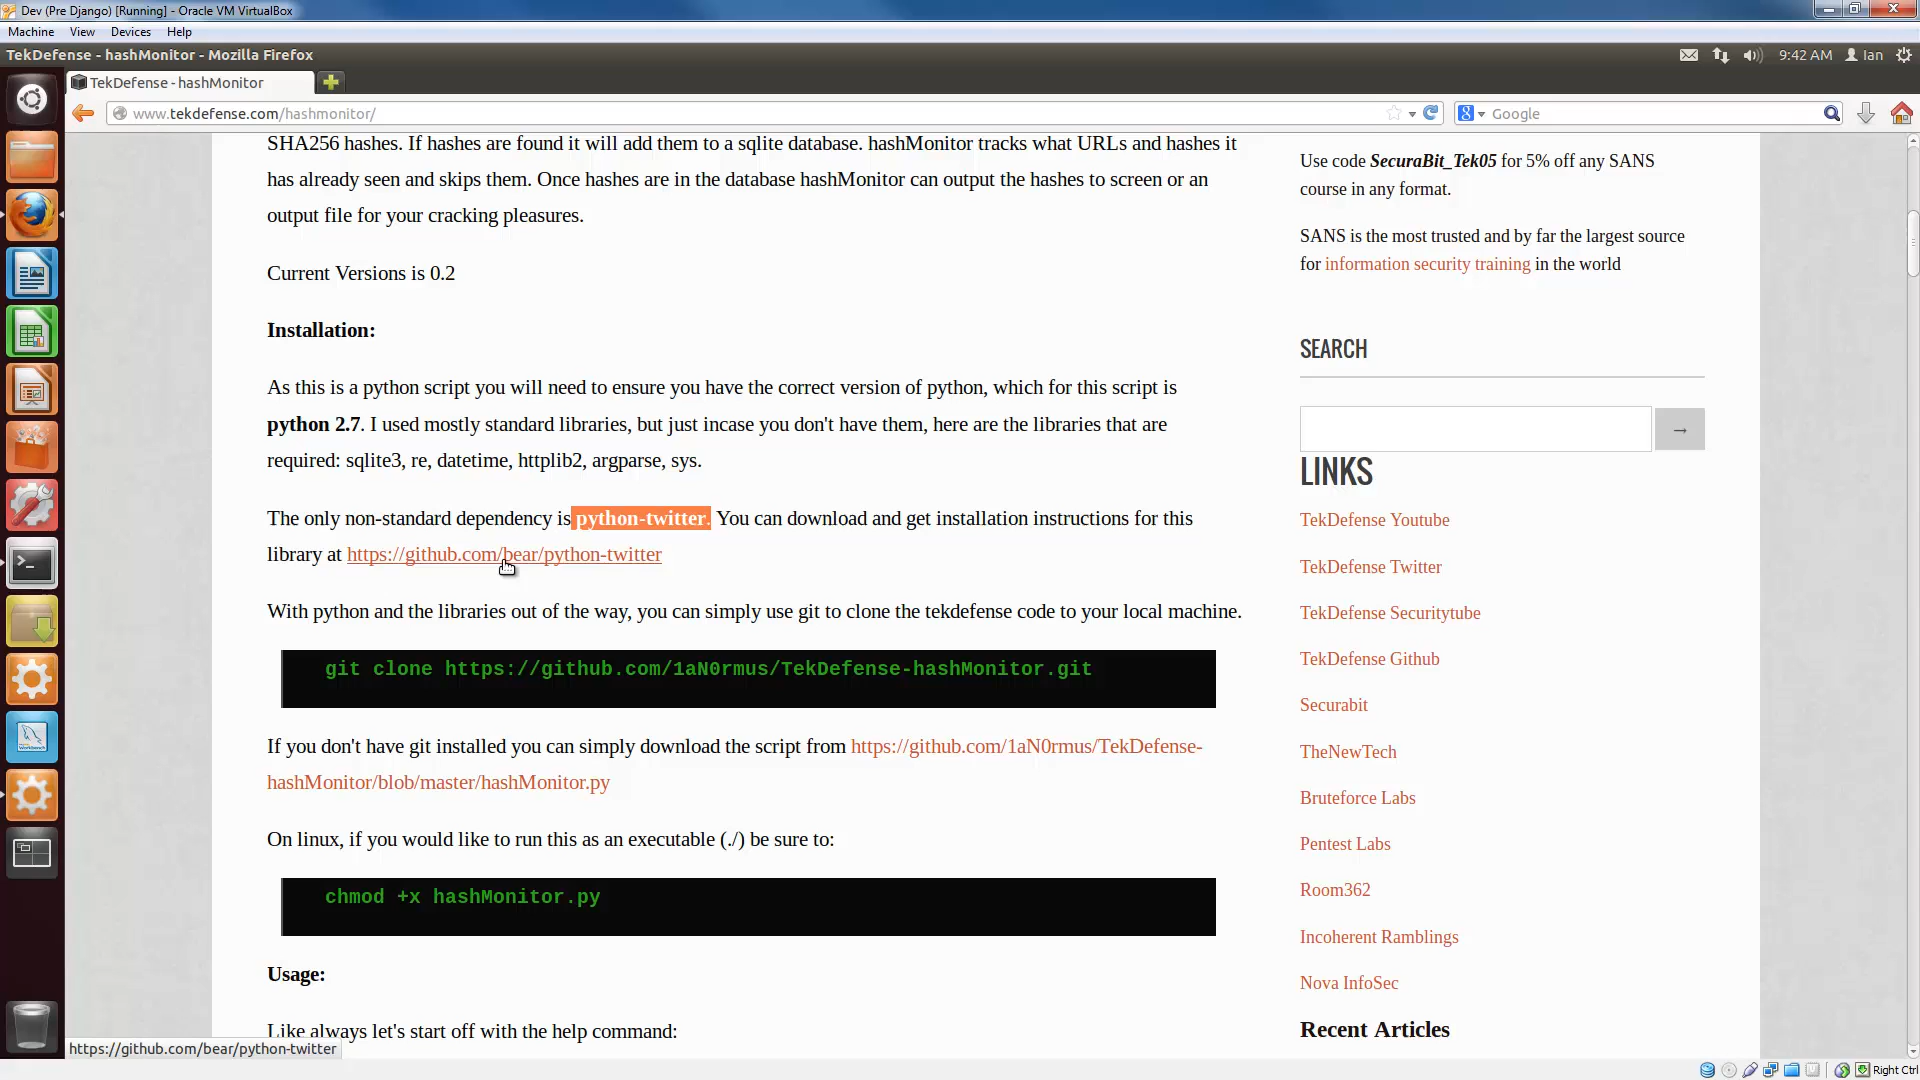 Dev (Pre Django) [Running] - Oracle VM VirtualBox
Machine View Devices Help
TekDefense - hashMonitor - Mozilla Firefox
9:42 AM Ian
TekDefense - hashMonitor
www.tekdefense.com/hashmonitor/
Google
SHA256 hashes. If hashes are found it will add them to a sqlite database. hashMonitor tracks what URLs and hashes it
has already seen and skips them. Once hashes are in the database hashMonitor can output the hashes to screen or an
output file for your cracking pleasures.
Current Versions is 0.2
Installation:
As this is a python script you will need to ensure you have the correct version of python, which for this script is
python 2.7. I used mostly standard libraries, but just incase you don't have them, here are the libraries that are
required: sqlite3, re, datetime, httplib2, argparse, sys.
The only non-standard dependency is python-twitter. You can download and get installation instructions for this
library at https://github.com/bear/python-twitter
With python and the libraries out of the way, you can simply use git to clone the tekdefense code to your local machine.
git clone https://github.com/1aN0rmus/TekDefense-hashMonitor.git
If you don't have git installed you can simply download the script from https://github.com/1aN0rmus/TekDefense-
hashMonitor/blob/master/hashMonitor.py
On linux, if you would like to run this as an executable (./) be sure to:
chmod +x hashMonitor.py
Usage:
Like always let's start off with the help command:
Use code SecuraBit_Tek05 for 5% off any SANS
course in any format.
SANS is the most trusted and by far the largest source
for information security training in the world
SEARCH
→
LINKS
TekDefense Youtube
TekDefense Twitter
TekDefense Securitytube
TekDefense Github
Securabit
TheNewTech
Bruteforce Labs
Pentest Labs
Room362
Incoherent Ramblings
Nova InfoSec
Recent Articles
https://github.com/bear/python-twitter
Right Ctrl